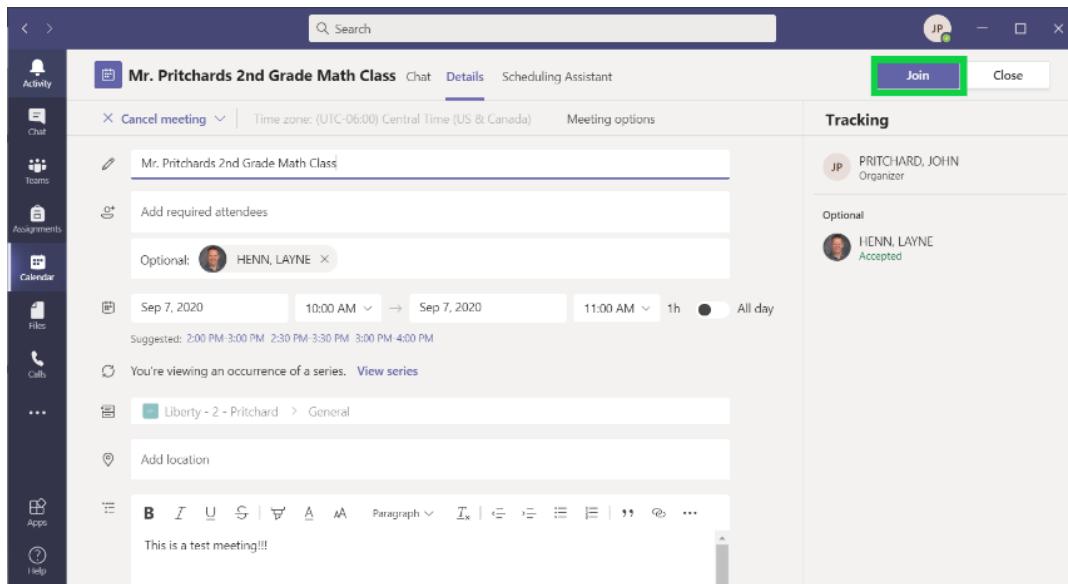 Search
JP
Activity
Chat
Teams
Assignments
Calendar
Files
Calls
Apps
Help
Mr. Pritchards 2nd Grade Math Class Chat Details Scheduling Assistant
Join Close
Cancel meeting Time zone: (UTC-06:00) Central Time (US & Canada) Meeting options
Mr. Pritchards 2nd Grade Math Class
Add required attendees
Optional: HENN, LAYNE
Sep 7, 2020 10:00 AM → Sep 7, 2020 11:00 AM 1h All day
Suggested: 2:00 PM-3:00 PM 2:30 PM-3:30 PM 3:00 PM-4:00 PM
You're viewing an occurrence of a series. View series
Liberty - 2 - Pritchard > General
Add location
B I U S A AA Paragraph Tx
This is a test meeting!!!
Tracking
JP PRITCHARD, JOHN
Organizer
Optional
HENN, LAYNE
Accepted